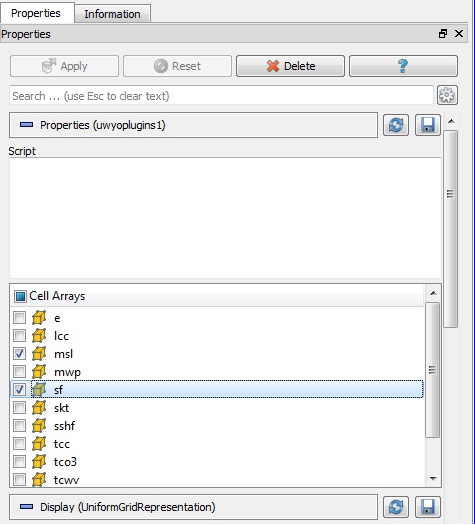 Properties Information
Properties
Apply Reset Delete ?
Search ... (use Esc to clear text)
Properties (uwyoplugins1)
Script
Cell Arrays
e
lcc
msl
mwp
sf
skt
sshf
tcc
tco3
tcwv
Display (UniformGridRepresentation)